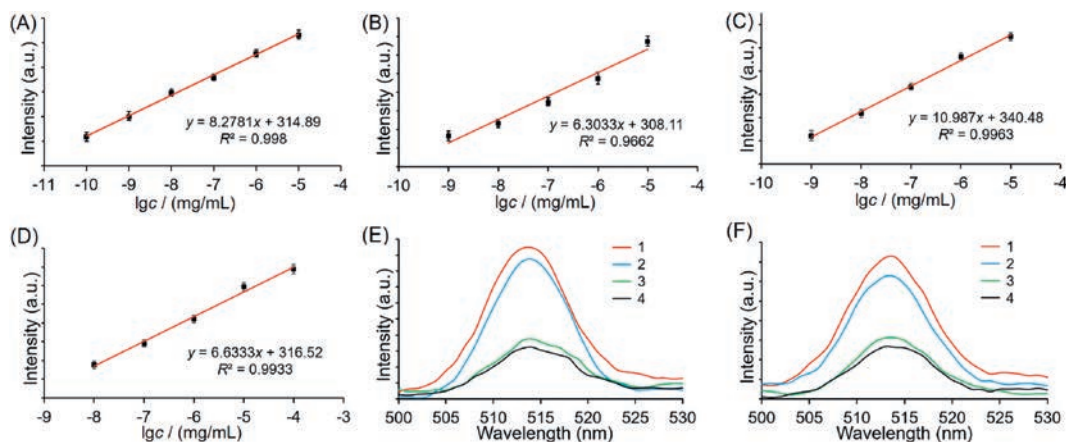 (A)
Intensity (a.u.)
y = 8.2781x + 314.89
R² = 0.998
-11 -10 -9 -8 -7 -6 -5 -4
lgc / (mg/mL)
(B)
Intensity (a.u.)
y = 6.3033x + 308.11
R² = 0.9662
-10 -9 -8 -7 -6 -5 -4
lgc / (mg/mL)
(C)
Intensity (a.u.)
y = 10.987x + 340.48
R² = 0.9963
-10 -9 -8 -7 -6 -5 -4
lgc / (mg/mL)
(D)
Intensity (a.u.)
y = 6.6333x + 316.52
R² = 0.9933
-9 -8 -7 -6 -5 -4 -3
lgc / (mg/mL)
(E)
Intensity (a.u.)
1
2
3
4
500 505 510 515 520 525 530
Wavelength (nm)
(F)
Intensity (a.u.)
1
2
3
4
500 505 510 515 520 525 530
Wavelength (nm)